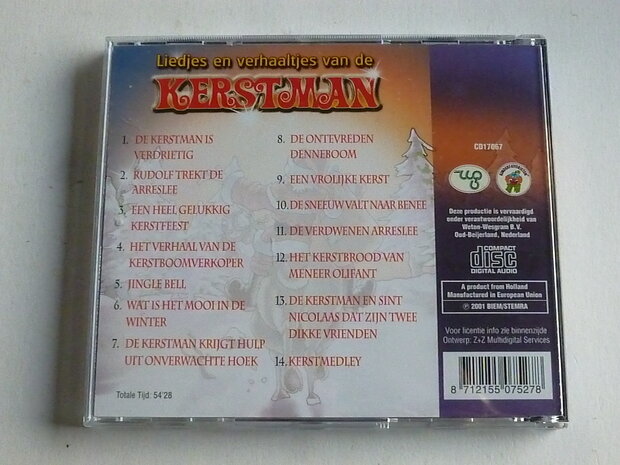 Liedjes en verhaaltjes van de
KERSTMAN
1. DE KERSTMAN IS
VERDRIETIG
2. RUDOLF TREKT DE
ARRESLEE
3. EEN HEEL GELUKKIG
KERSTFEEST
4. HET VERHAAL VAN DE
KERSTBOOMVERKOPER
5. JINGLE BELL
6. WAT IS HET MOOI IN DE
WINTER
7. DE KERSTMAN KRIJGT HULP
UIT ONVERWACHTE HOEK
8. DE ONTEVREDEN
DENNEBOOM
9. EEN VROLIJKE KERST
10. DE SNEEUW VALT NAAR BENEE
11. DE VERDWENEN ARRESLEE
12. HET KERSTBROOD VAN
MENEER OLIFANT
13. DE KERSTMAN EN SINT
NICOLAAS DAT ZIJN TWEE
DIKKE VRIENDEN
14. KERSTMEDLEY
Totale Tijd: 54'28
CD17067
Deze productie is vervaardigd
onder verantwoordelijkheid van
Weton-Wesgram B.V.
Oud-Beijerland, Nederland
COMPACT
disc
DIGITAL AUDIO
A product from Holland
Manufactured in European Union
℗ 2001 BIEM/STEMRA
Voor licentie info zie binnenzijde
Ontwerp: Z+Z Multidigital Services
8 712155 075278